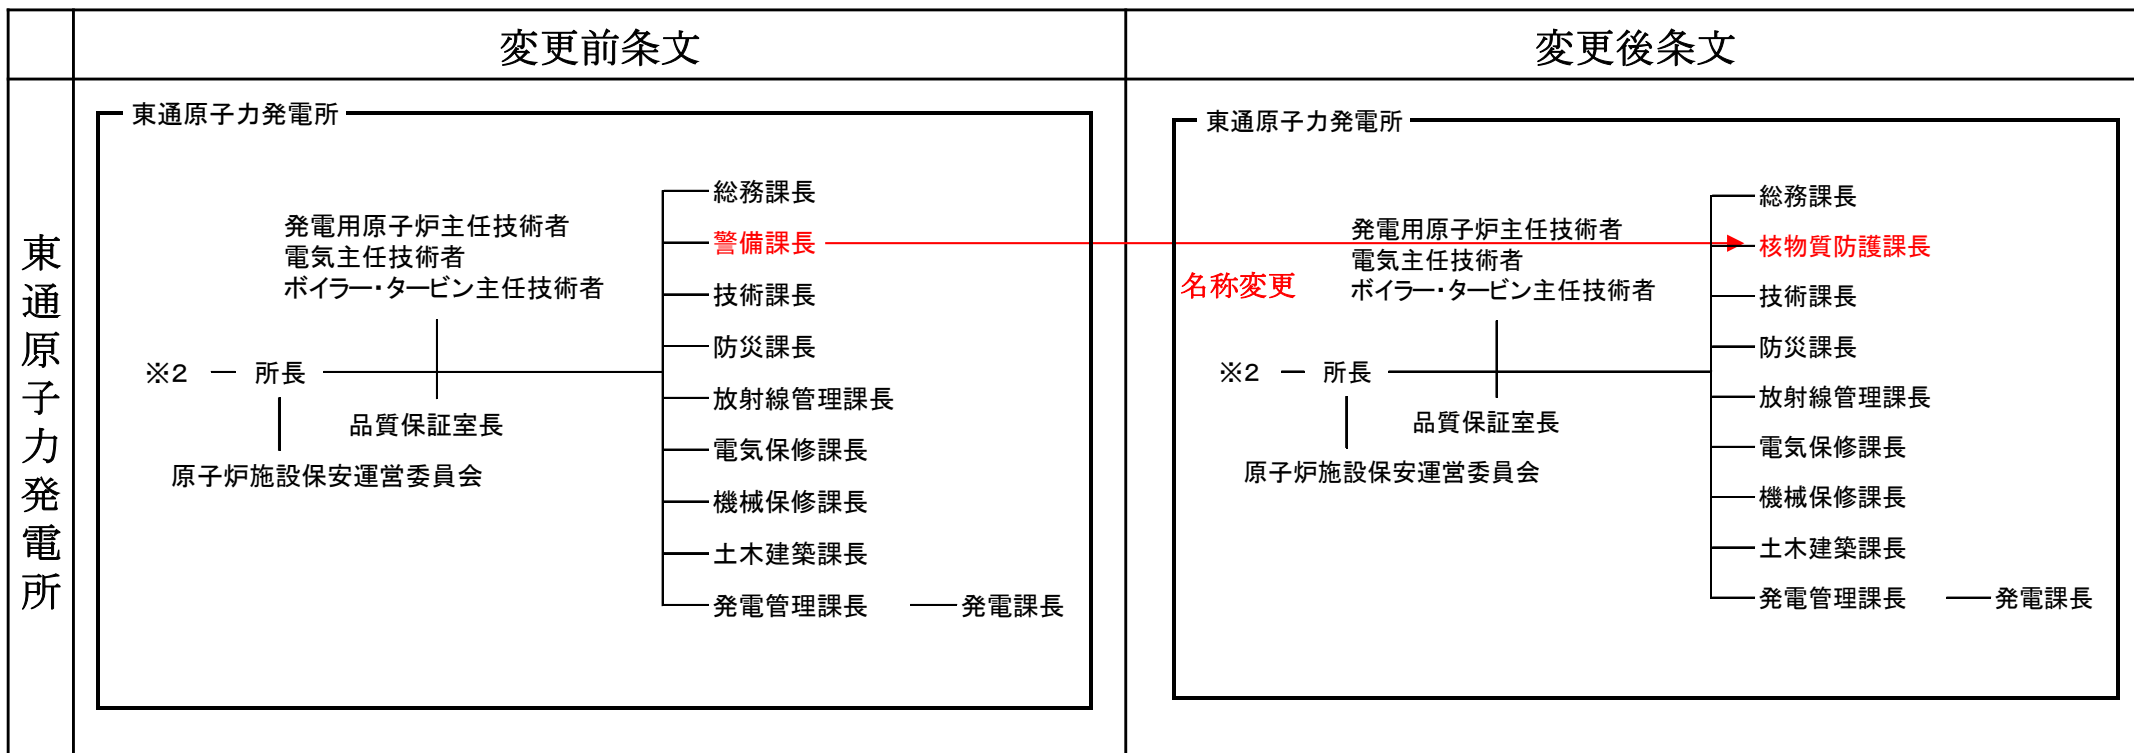 変更前条文
変更後条文
東通原子力発電所
東通原子力発電所
総務課長
警備課長
発電用原子炉主任技術者
電気主任技術者
ボイラー・タービン主任技術者
技術課長
防災課長
※2
所長
放射線管理課長
品質保証室長
電気保修課長
原子炉施設保安運営委員会
機械保修課長
土木建築課長
発電管理課長
発電課長
名称変更
東通原子力発電所
総務課長
核物質防護課長
発電用原子炉主任技術者
電気主任技術者
ボイラー・タービン主任技術者
技術課長
防災課長
※2
所長
放射線管理課長
品質保証室長
電気保修課長
原子炉施設保安運営委員会
機械保修課長
土木建築課長
発電管理課長
発電課長